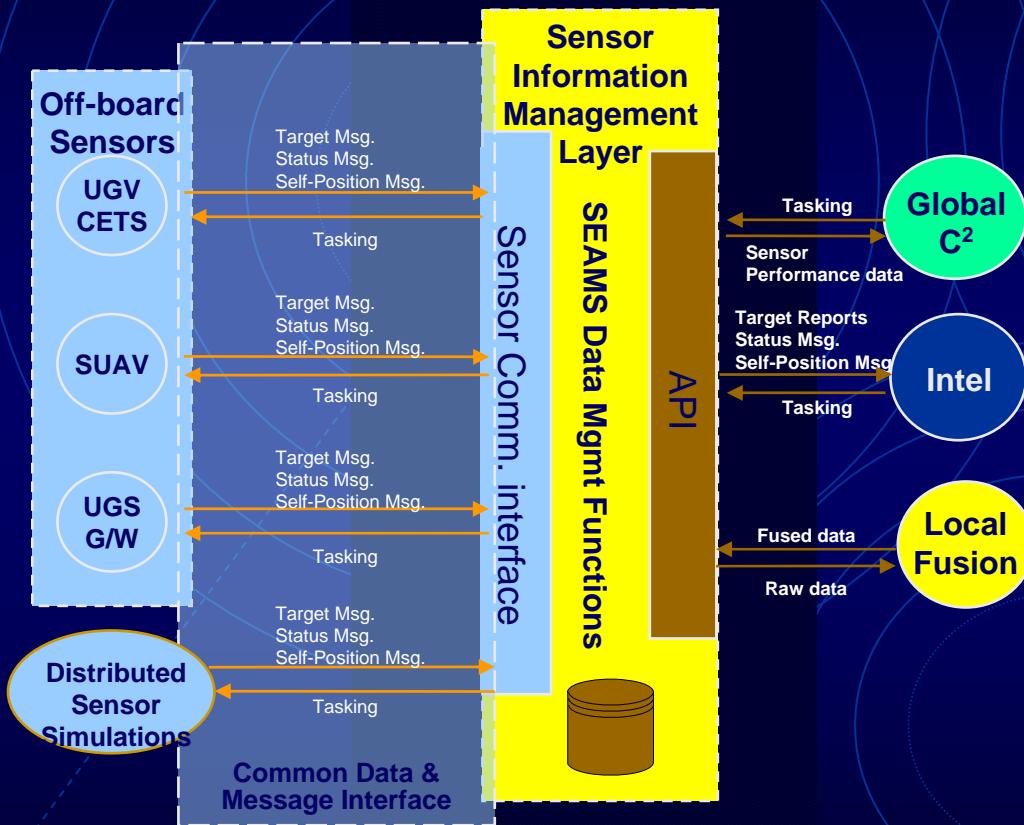 Off-board
Sensors
UGV
CETS
SUAV
UGS
G/W
Distributed
Sensor
Simulations
Target Msg.
Status Msg.
Self-Position Msg.
Tasking
Target Msg.
Status Msg.
Self-Position Msg.
Tasking
Target Msg.
Status Msg.
Self-Position Msg.
Tasking
Target Msg.
Status Msg.
Self-Position Msg.
Tasking
Common Data &
Message Interface
Sensor
Information
Management
Layer
Sensor Comm. interface
SEAMS Data Mgmt Functions
API
Tasking
Sensor
Performance data
Target Reports
Status Msg.
Self-Position Msg
Tasking
Fused data
Raw data
Global
C²
Intel
Local
Fusion